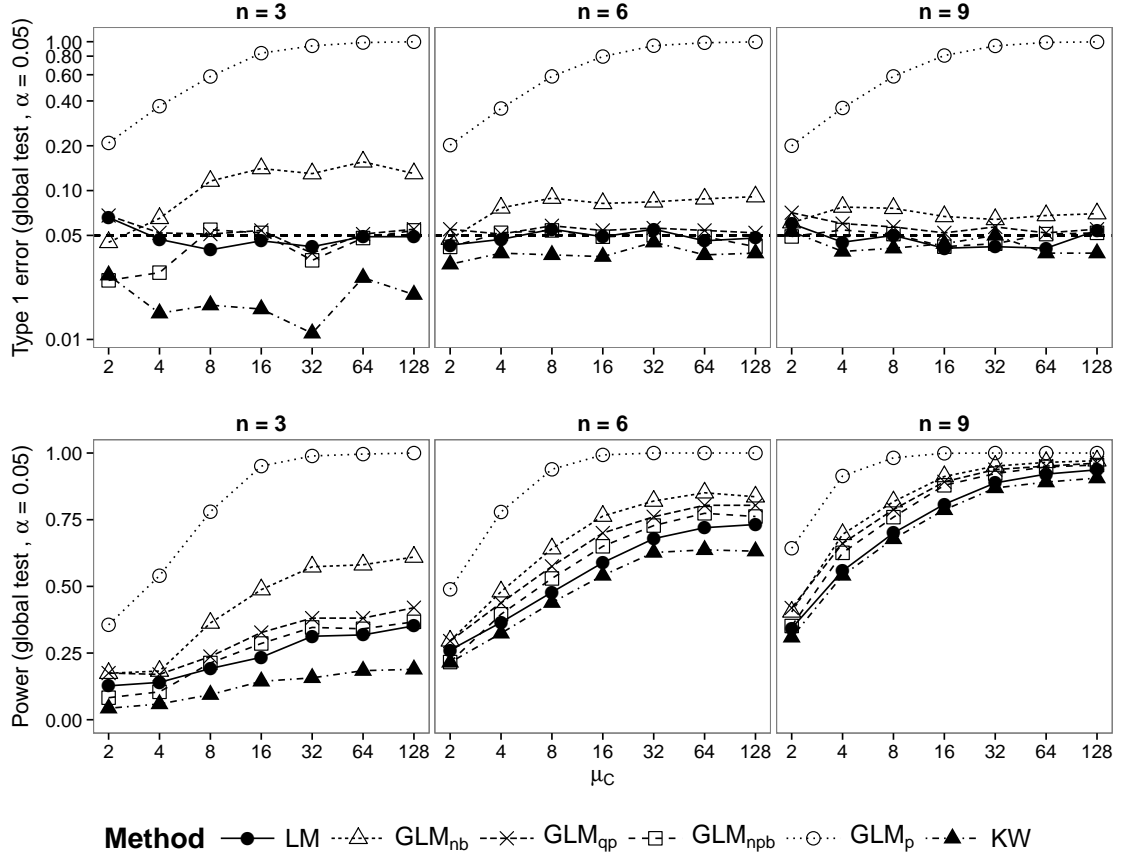 n = 3 n = 6 n = 9
Type 1 error (global test , α = 0.05)
1.00
0.80
0.60
0.40
0.20
0.10
0.05
0.01
2 4 8 16 32 64 128 2 4 8 16 32 64 128 2 4 8 16 32 64 128
n = 3 n = 6 n = 9
Power (global test , α = 0.05)
1.00
0.75
0.50
0.25
0.00
2 4 8 16 32 64 128 2 4 8 16 32 64 128 2 4 8 16 32 64 128
μC
Method LM GLMnb GLMqp GLMnpb GLMp KW